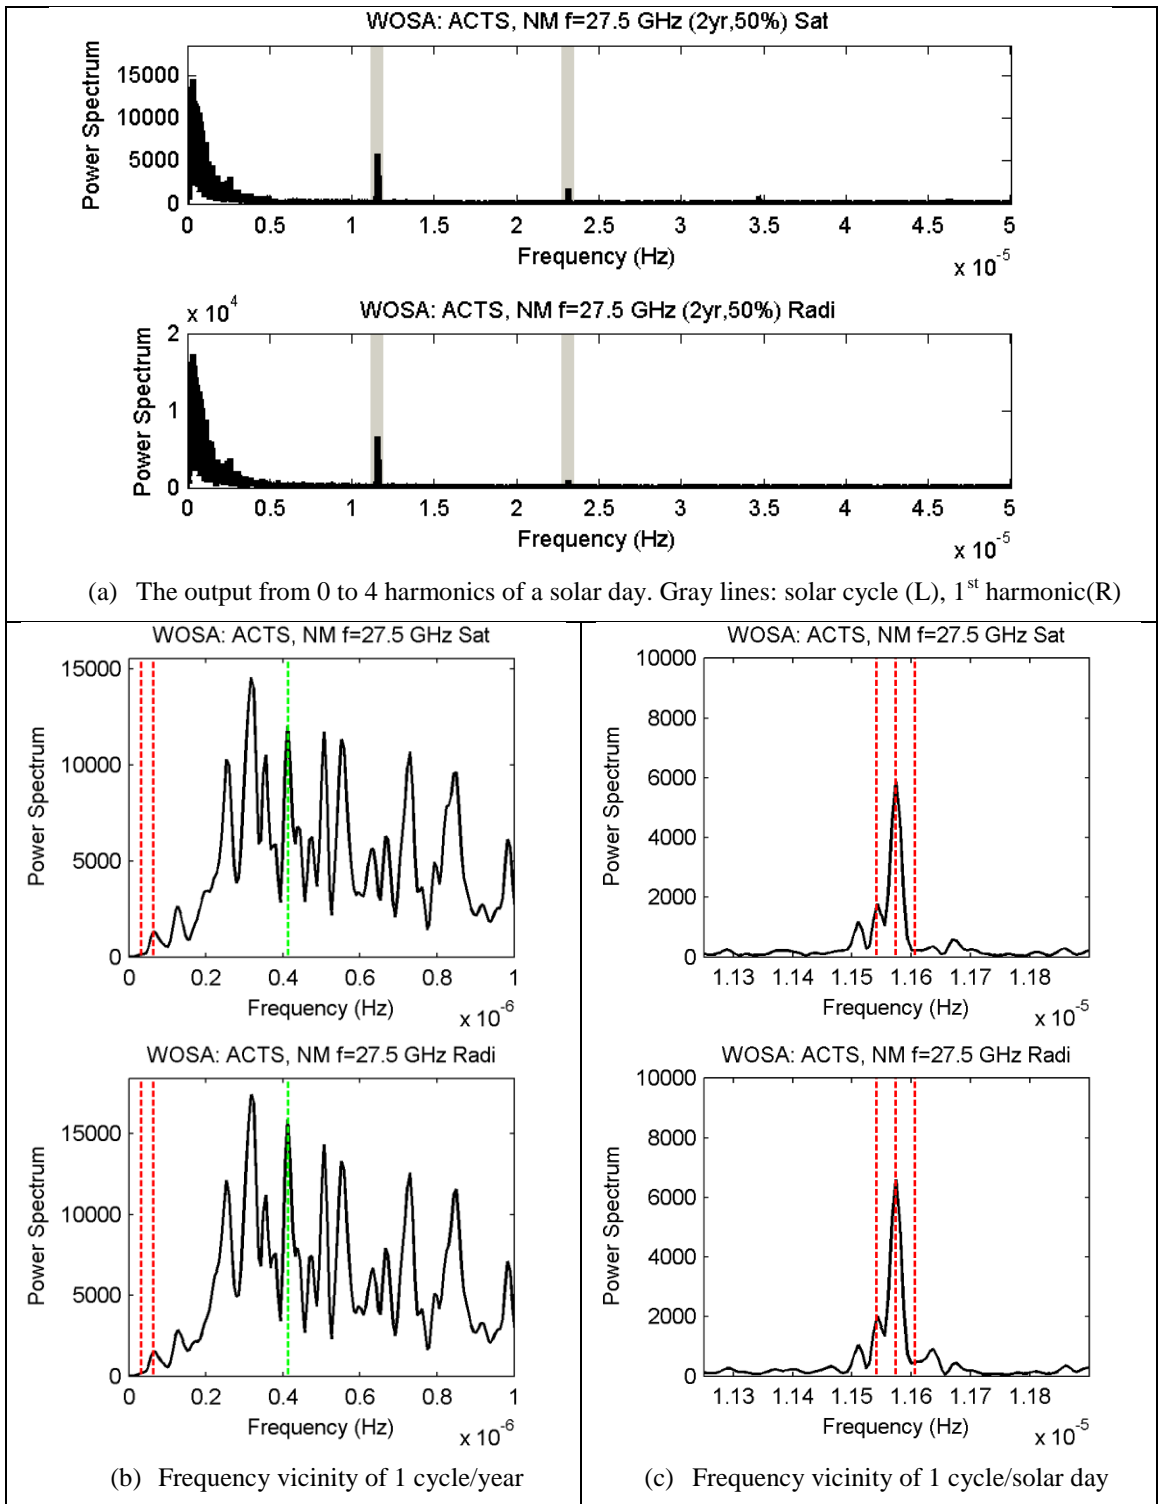 WOSA: ACTS, NM f=27.5 GHz (2yr,50%) Sat
Power Spectrum
15000
10000
5000
0
0 0.5 1 1.5 2 2.5 3 3.5 4 4.5 5
Frequency (Hz)
x 10^-5
WOSA: ACTS, NM f=27.5 GHz (2yr,50%) Radi
x 10^4
Power Spectrum
2
1
0
0 0.5 1 1.5 2 2.5 3 3.5 4 4.5 5
Frequency (Hz)
x 10^-5
(a) The output from 0 to 4 harmonics of a solar day. Gray lines: solar cycle (L), 1st harmonic(R)
WOSA: ACTS, NM f=27.5 GHz Sat
Power Spectrum
15000
10000
5000
0
0 0.2 0.4 0.6 0.8 1
Frequency (Hz)
x 10^-6
WOSA: ACTS, NM f=27.5 GHz Radi
Power Spectrum
15000
10000
5000
0
0 0.2 0.4 0.6 0.8 1
Frequency (Hz)
x 10^-6
(b) Frequency vicinity of 1 cycle/year
WOSA: ACTS, NM f=27.5 GHz Sat
Power Spectrum
10000
8000
6000
4000
2000
0
1.13 1.14 1.15 1.16 1.17 1.18
Frequency (Hz)
x 10^-5
WOSA: ACTS, NM f=27.5 GHz Radi
Power Spectrum
10000
8000
6000
4000
2000
0
1.13 1.14 1.15 1.16 1.17 1.18
Frequency (Hz)
x 10^-5
(c) Frequency vicinity of 1 cycle/solar day